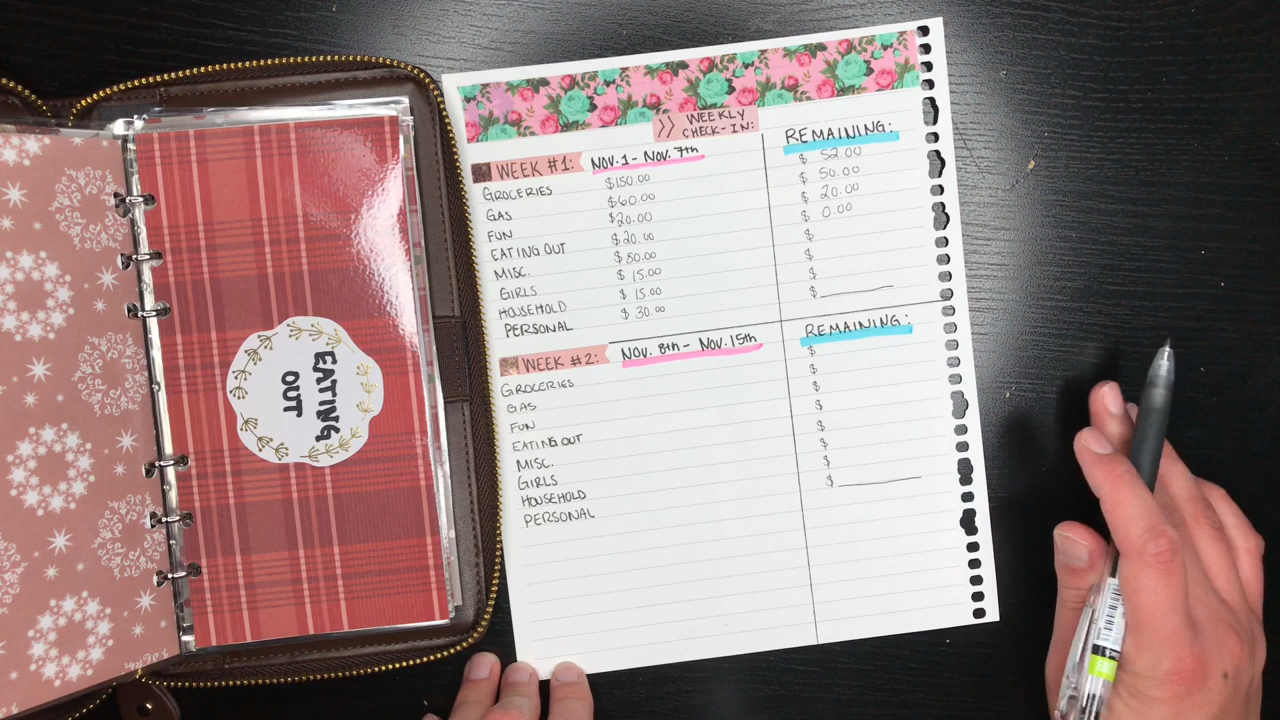 EATING
OUT
>> WEEKLY
CHECK-IN:
WEEK #1: NOV. 1 - NOV. 7th REMAINING:
GROCERIES $150.00 $ 52.00
GAS $60.00 $ 50.00
FUN $20.00 $ 20.00
EATING OUT $20.00 $ 0.00
MISC. $80.00 $
GIRLS $15.00 $
HOUSEHOLD $15.00 $
PERSONAL $30.00 $
WEEK #2: NOV. 8th - NOV. 15th REMAINING:
GROCERIES $
GAS $
FUN $
EATING OUT $
MISC. $
GIRLS $
HOUSEHOLD $
PERSONAL $